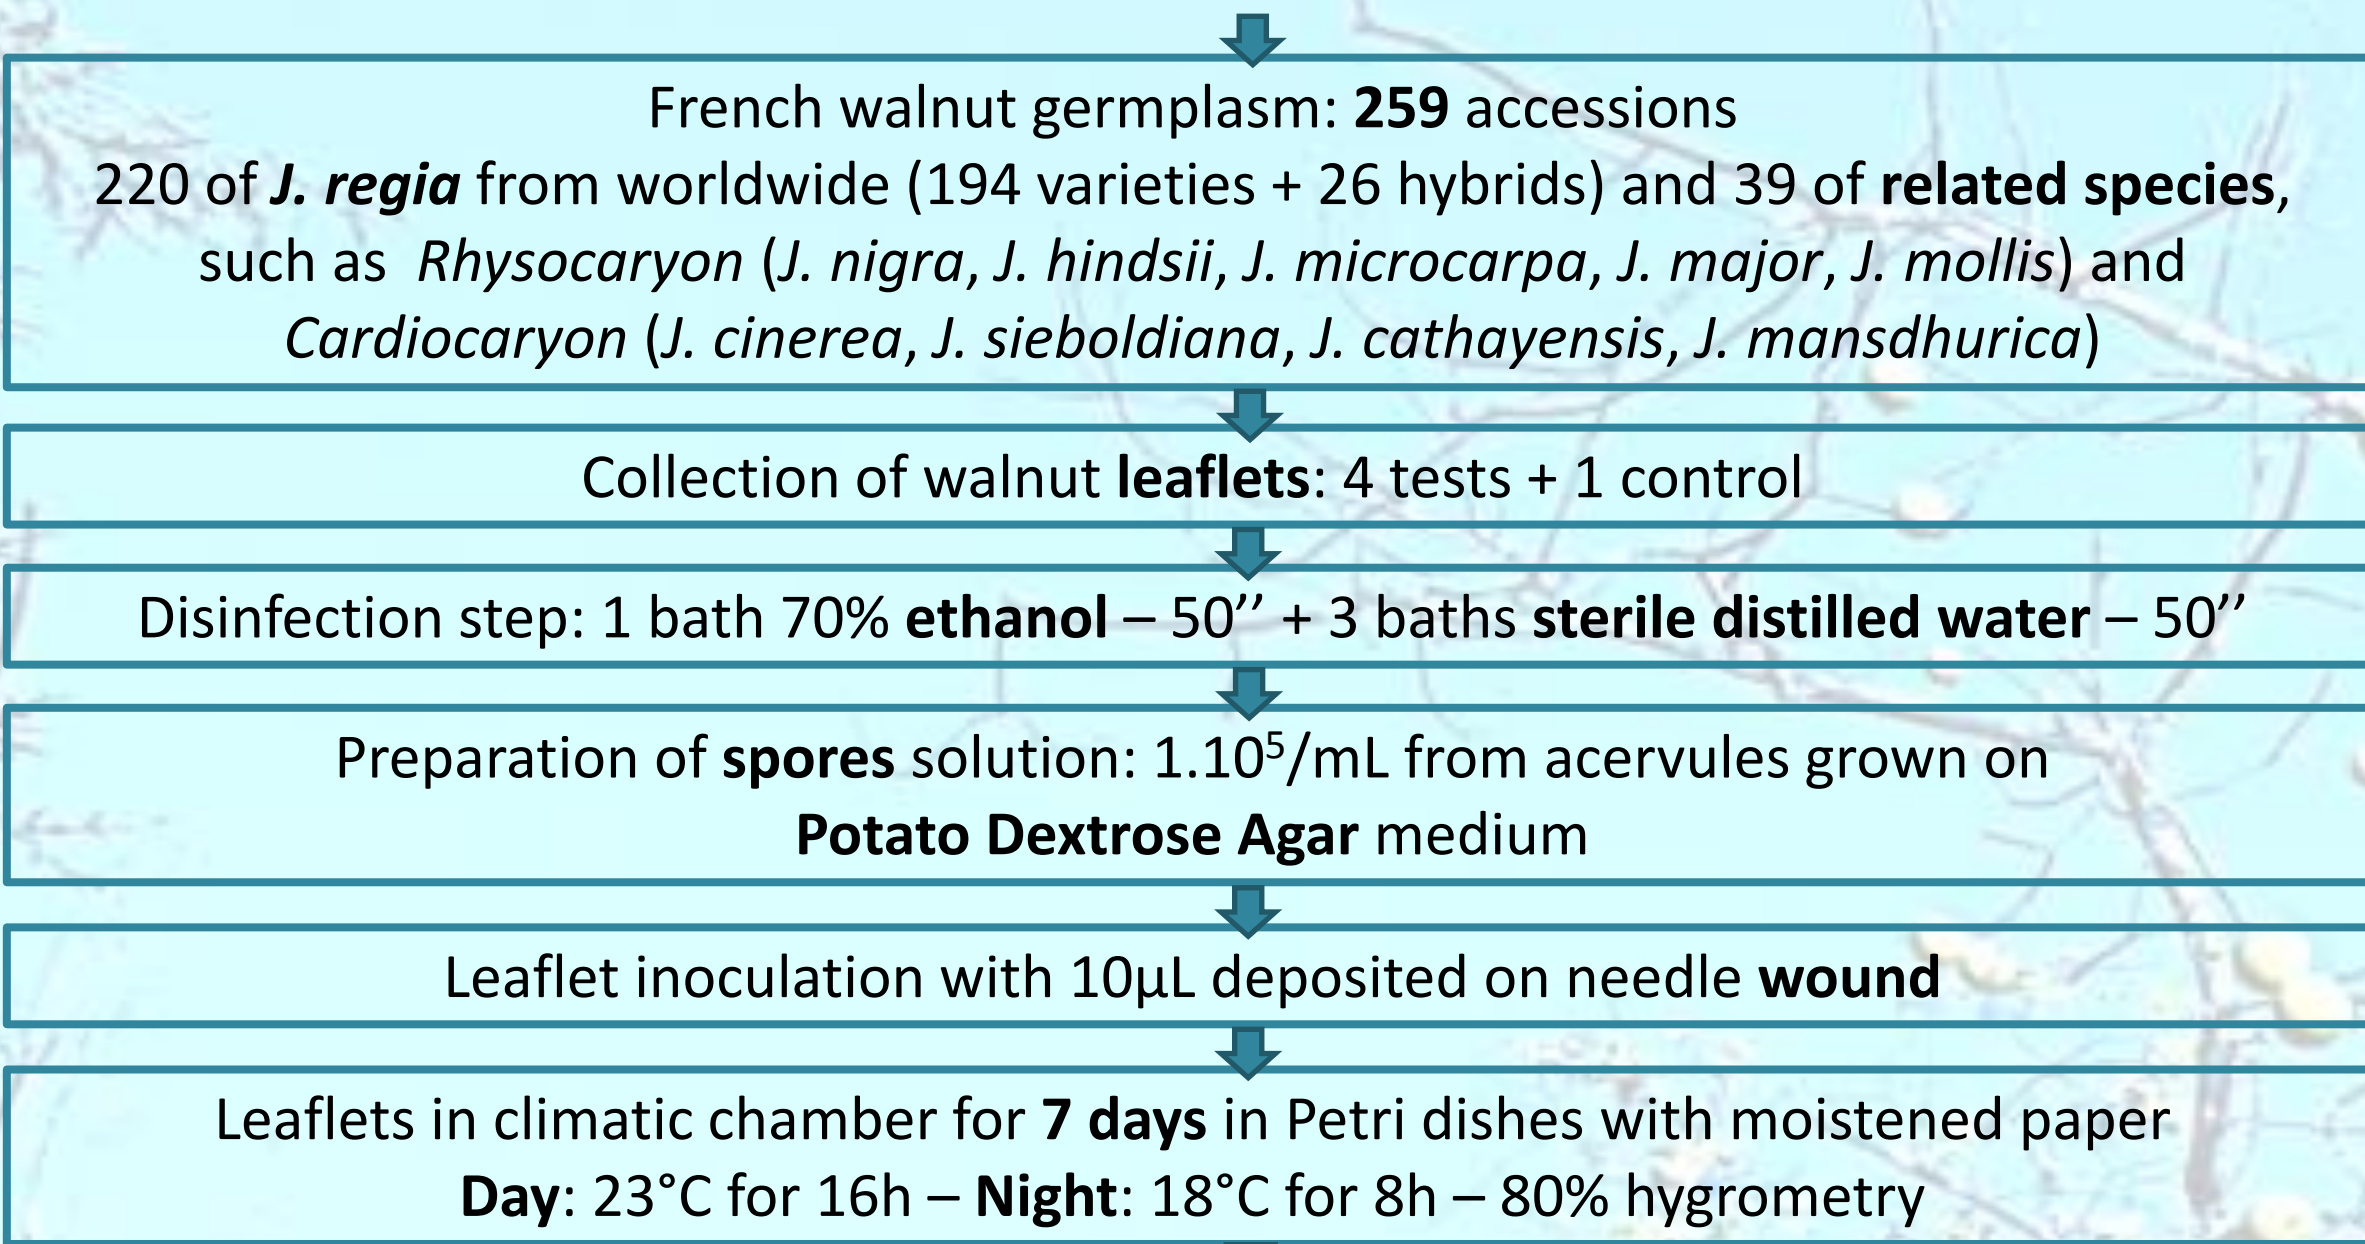 French walnut germplasm: 259 accessions
220 of J. regia from worldwide (194 varieties + 26 hybrids) and 39 of related species,
such as Rhysocaryon (J. nigra, J. hindsii, J. microcarpa, J. major, J. mollis) and
Cardiocaryon (J. cinerea, J. sieboldiana, J. cathayensis, J. mansdhurica)
Collection of walnut leaflets: 4 tests + 1 control
Disinfection step: 1 bath 70% ethanol – 50’’ + 3 baths sterile distilled water – 50’’
Preparation of spores solution: 1.10⁵/mL from acervules grown on
Potato Dextrose Agar medium
Leaflet inoculation with 10µL deposited on needle wound
Leaflets in climatic chamber for 7 days in Petri dishes with moistened paper
Day: 23°C for 16h – Night: 18°C for 8h – 80% hygrometry